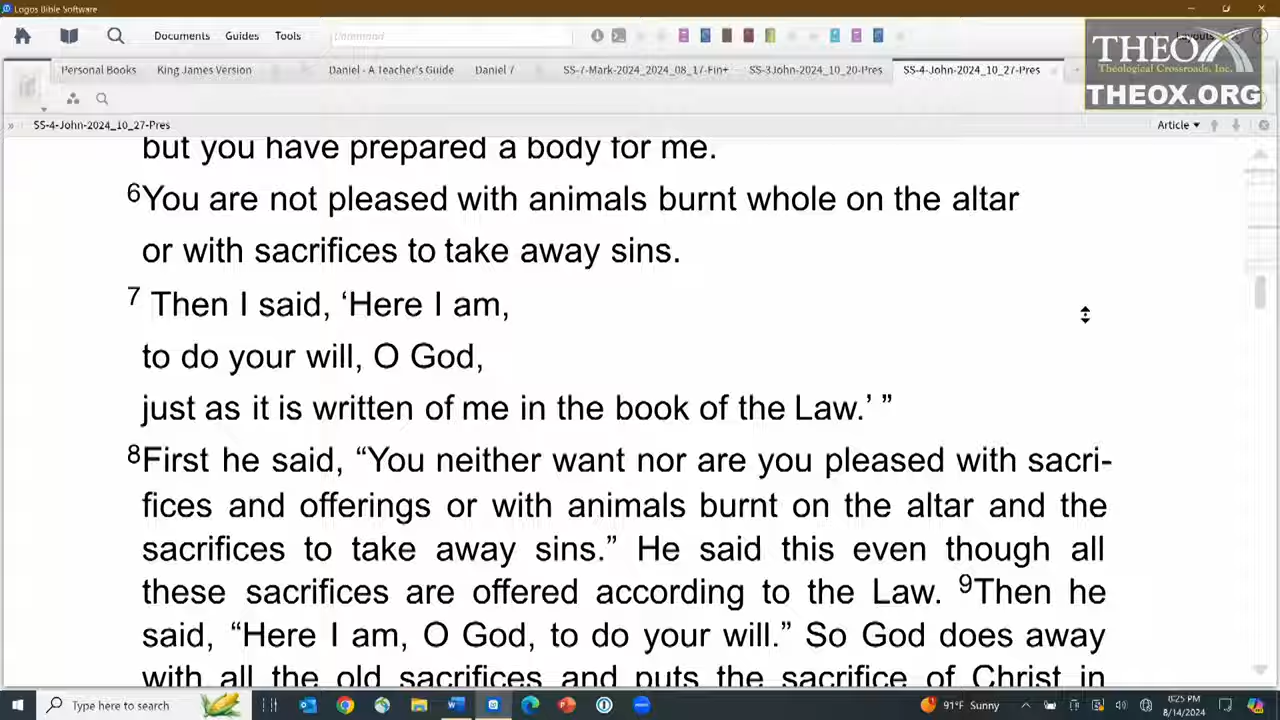 Logos Bible Software
Documents Guides Tools Command
Personal Books King James Version Daniel - A Teacher's Daniel SS-7-Mark-2024_2024_08_17-Fin+ SS-3John-2024_10_20-Pres SS-4-John-2024_10_27-Pres
THEOX
Theological Crossroads, Inc.
THEOX.ORG
» SS-4-John-2024_10_27-Pres Article
but you have prepared a body for me.
6You are not pleased with animals burnt whole on the altar
or with sacrifices to take away sins.
7 Then I said, ‘Here I am,
to do your will, O God,
just as it is written of me in the book of the Law.’ ”
8First he said, “You neither want nor are you pleased with sacri-
fices and offerings or with animals burnt on the altar and the
sacrifices to take away sins.” He said this even though all
these sacrifices are offered according to the Law. 9Then he
said, “Here I am, O God, to do your will.” So God does away
with all the old sacrifices and puts the sacrifice of Christ in
Type here to search
91°F Sunny
8/14/2024